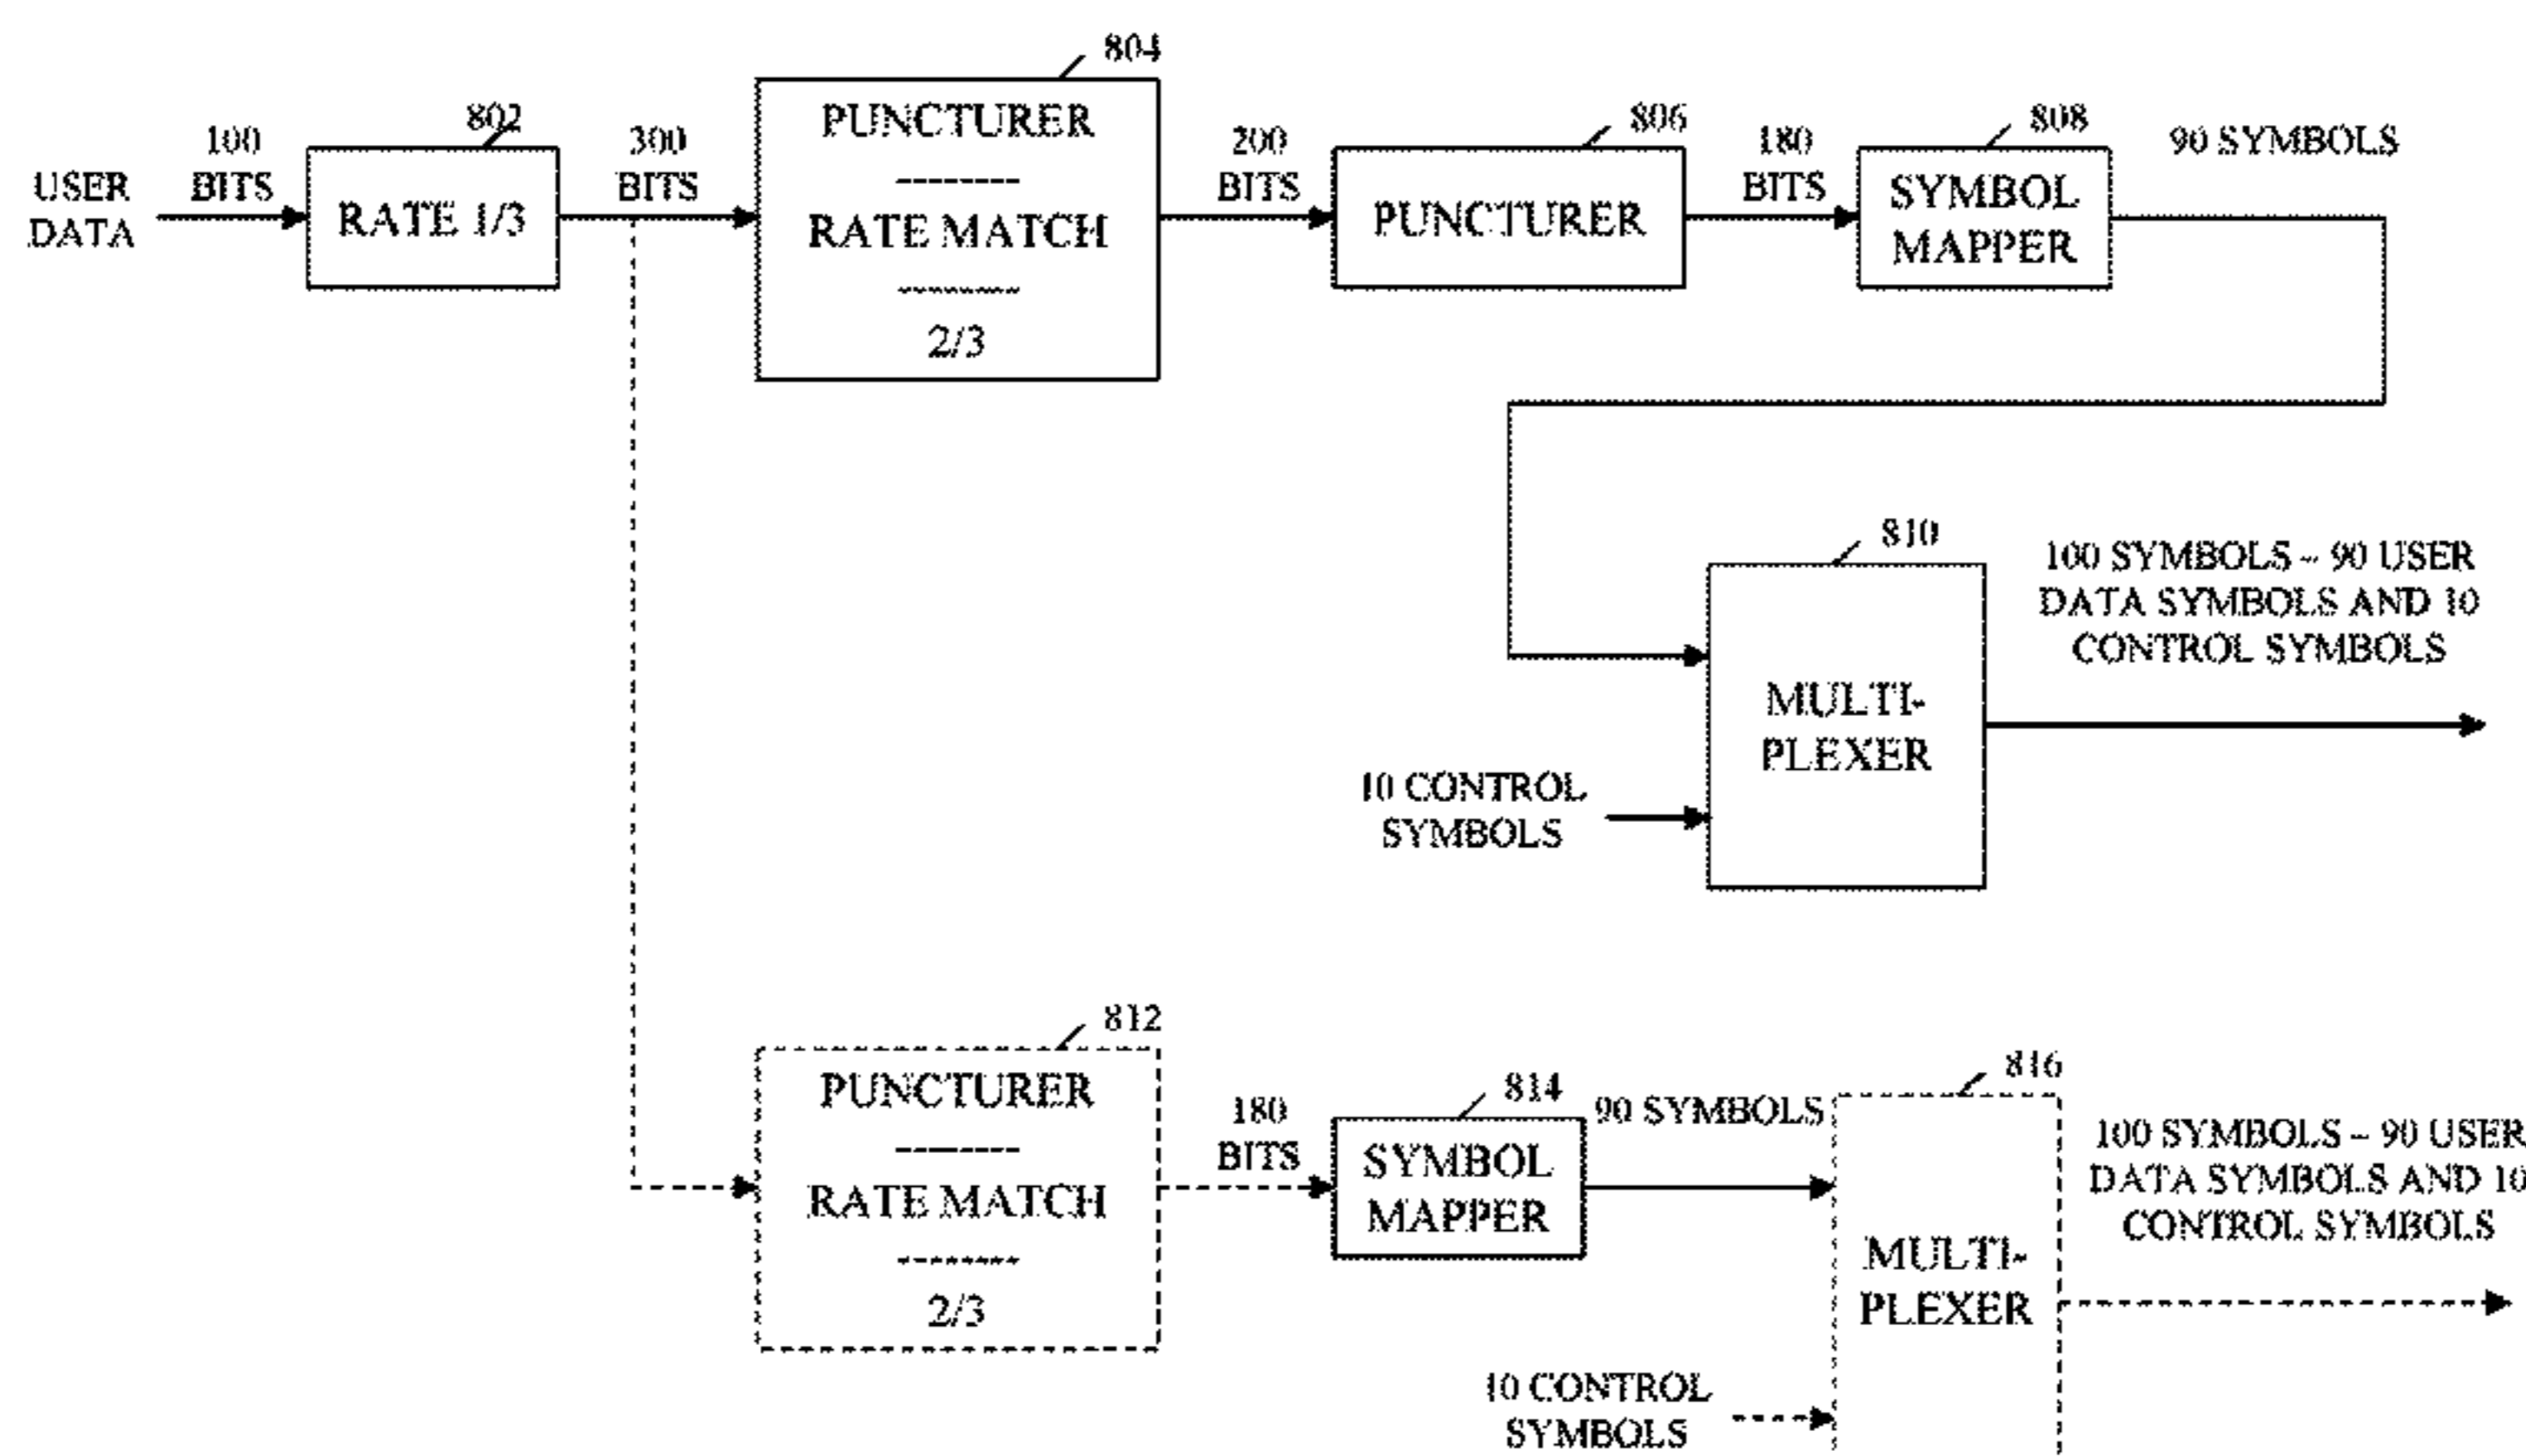 804
802
806
808
100
BITS
300
BITS
200
BITS
180
BITS
90 SYMBOLS
USER
DATA
RATE 1/3
PUNCTURER
RATE MATCH
2/3
PUNCTURER
SYMBOL
MAPPER
810
100 SYMBOLS - 90 USER
DATA SYMBOLS AND 10
CONTROL SYMBOLS
MULTI-
PLEXER
10 CONTROL
SYMBOLS
812
814
816
PUNCTURER
RATE MATCH
2/3
180
BITS
SYMBOL
MAPPER
90 SYMBOLS
100 SYMBOLS - 90 USER
DATA SYMBOLS AND 10
CONTROL SYMBOLS
MULTI-
PLEXER
10 CONTROL
SYMBOLS